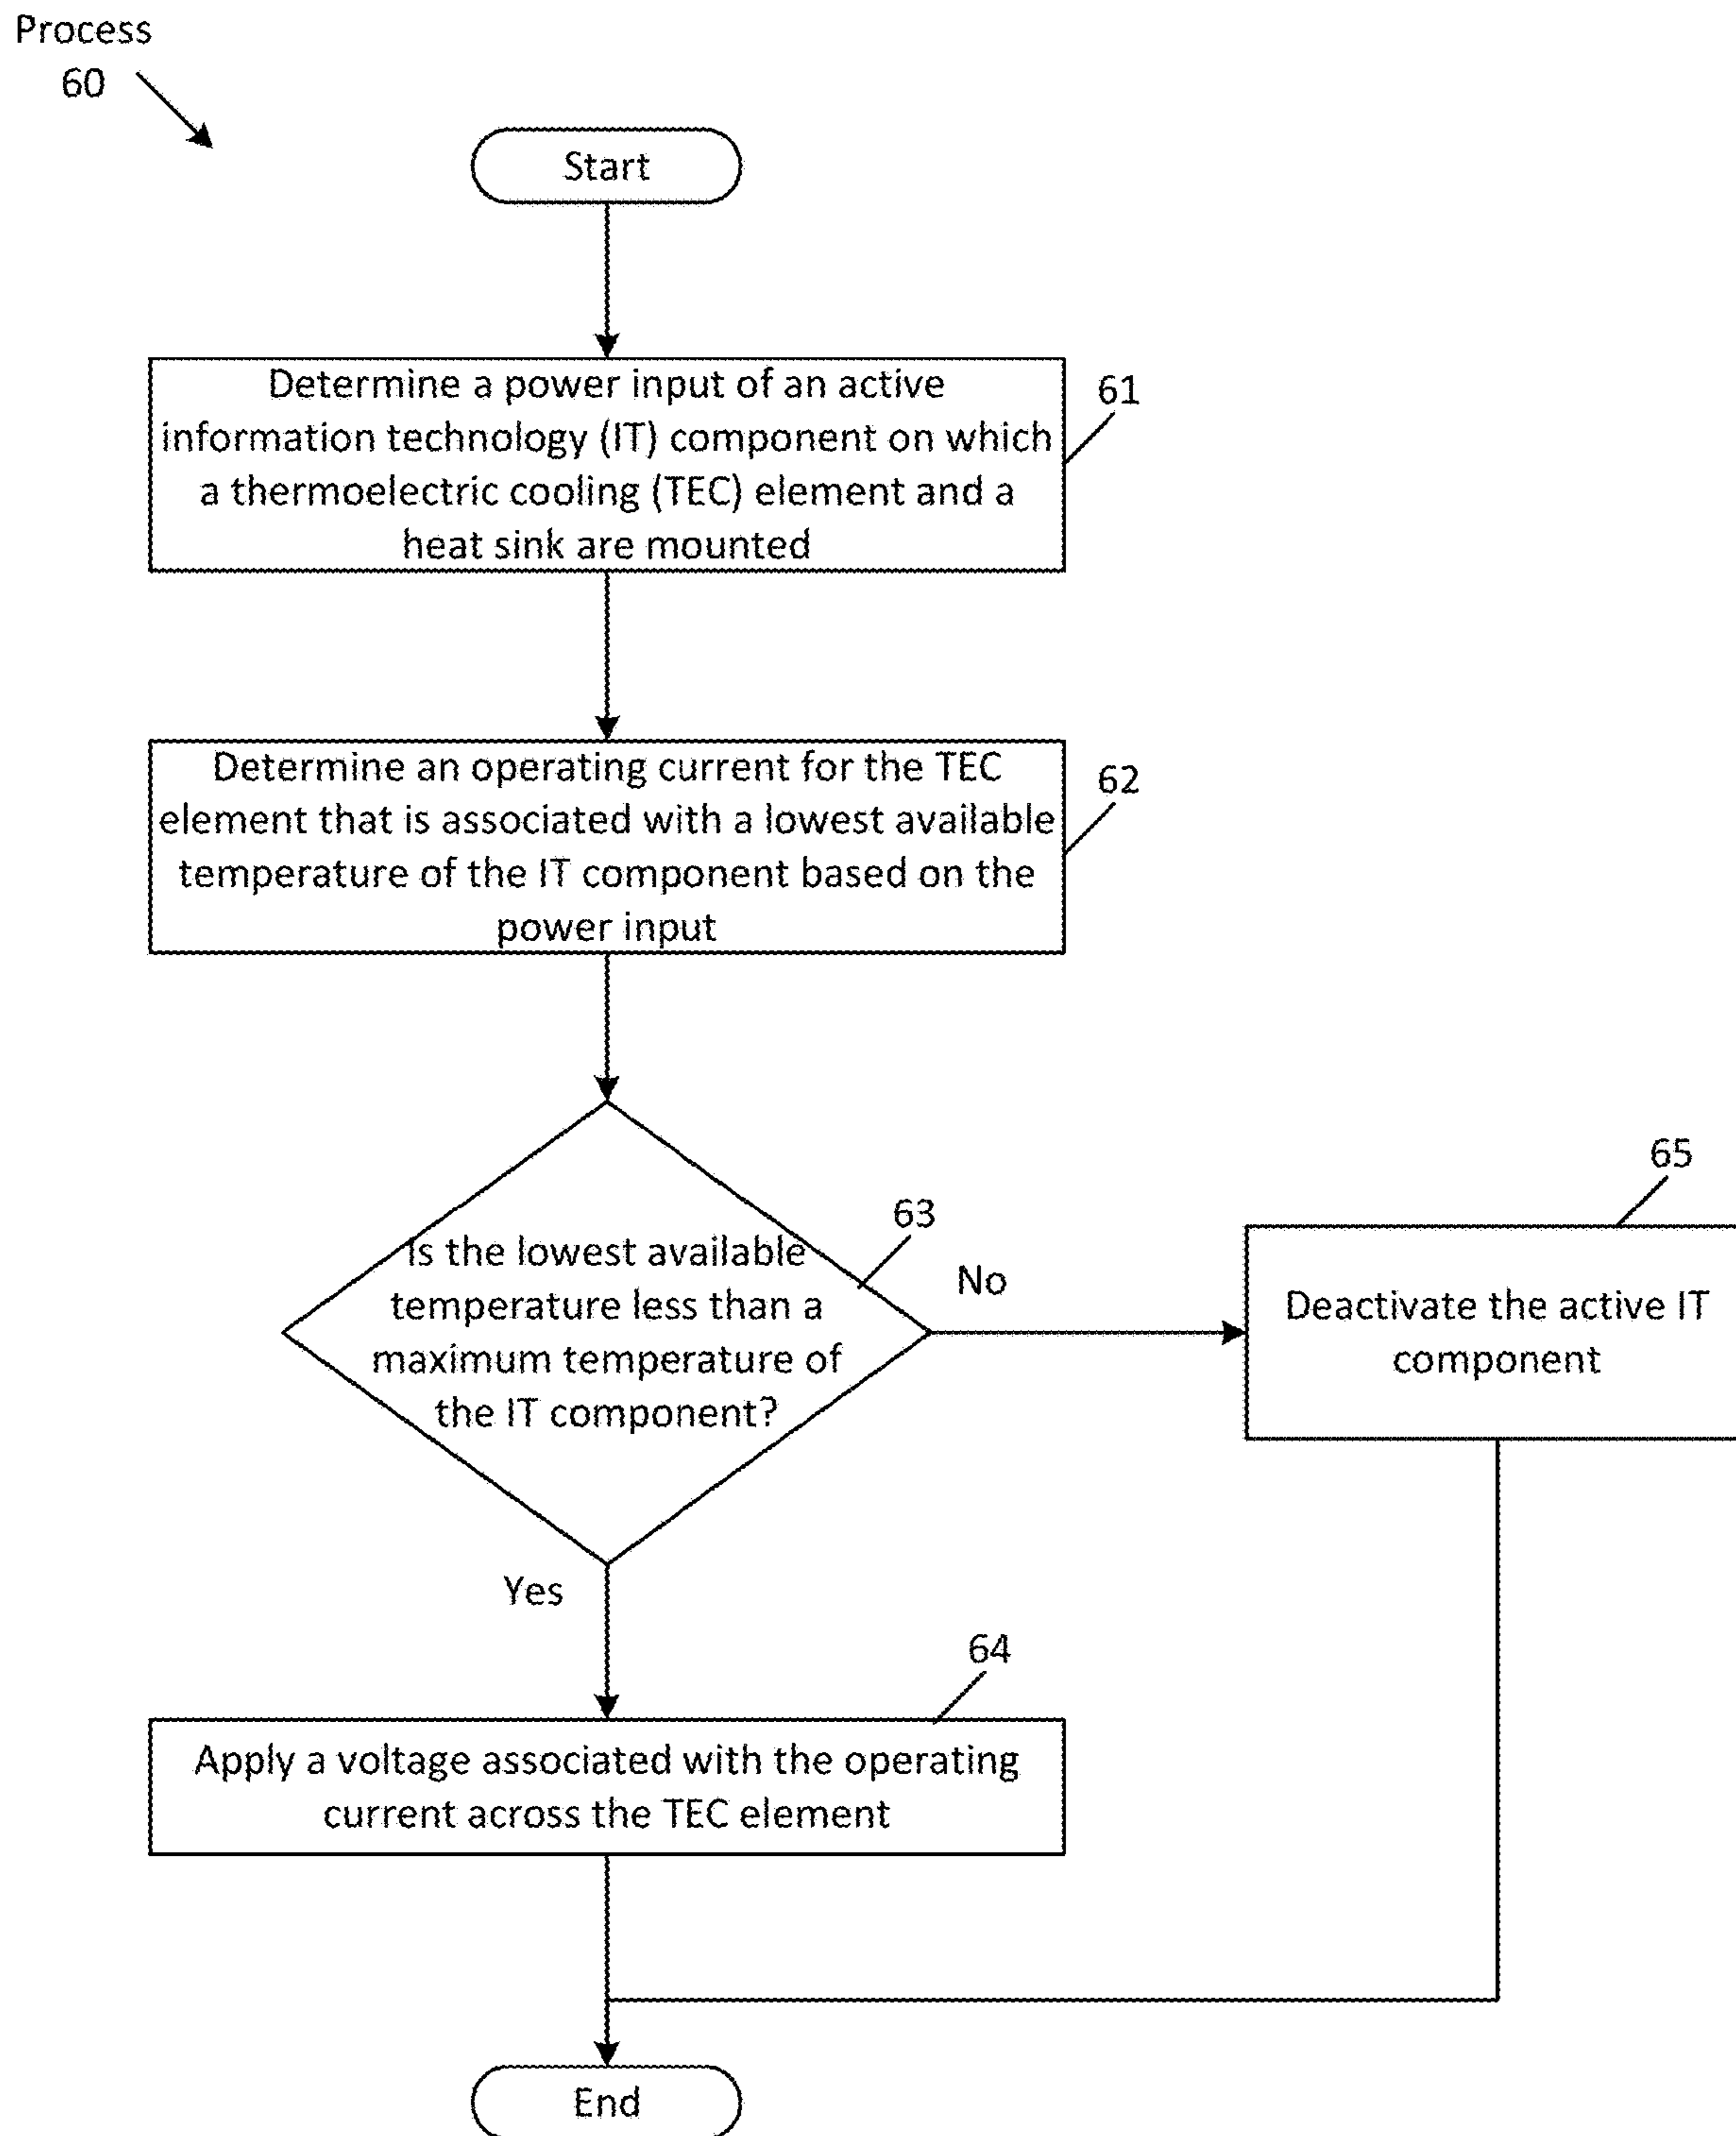 Process
60
Start
Determine a power input of an active
information technology (IT) component on which
a thermoelectric cooling (TEC) element and a
heat sink are mounted
61
Determine an operating current for the TEC
element that is associated with a lowest available
temperature of the IT component based on the
power input
62
Is the lowest available
temperature less than a
maximum temperature of
the IT component?
63
No
65
Deactivate the active IT
component
Yes
64
Apply a voltage associated with the operating
current across the TEC element
End